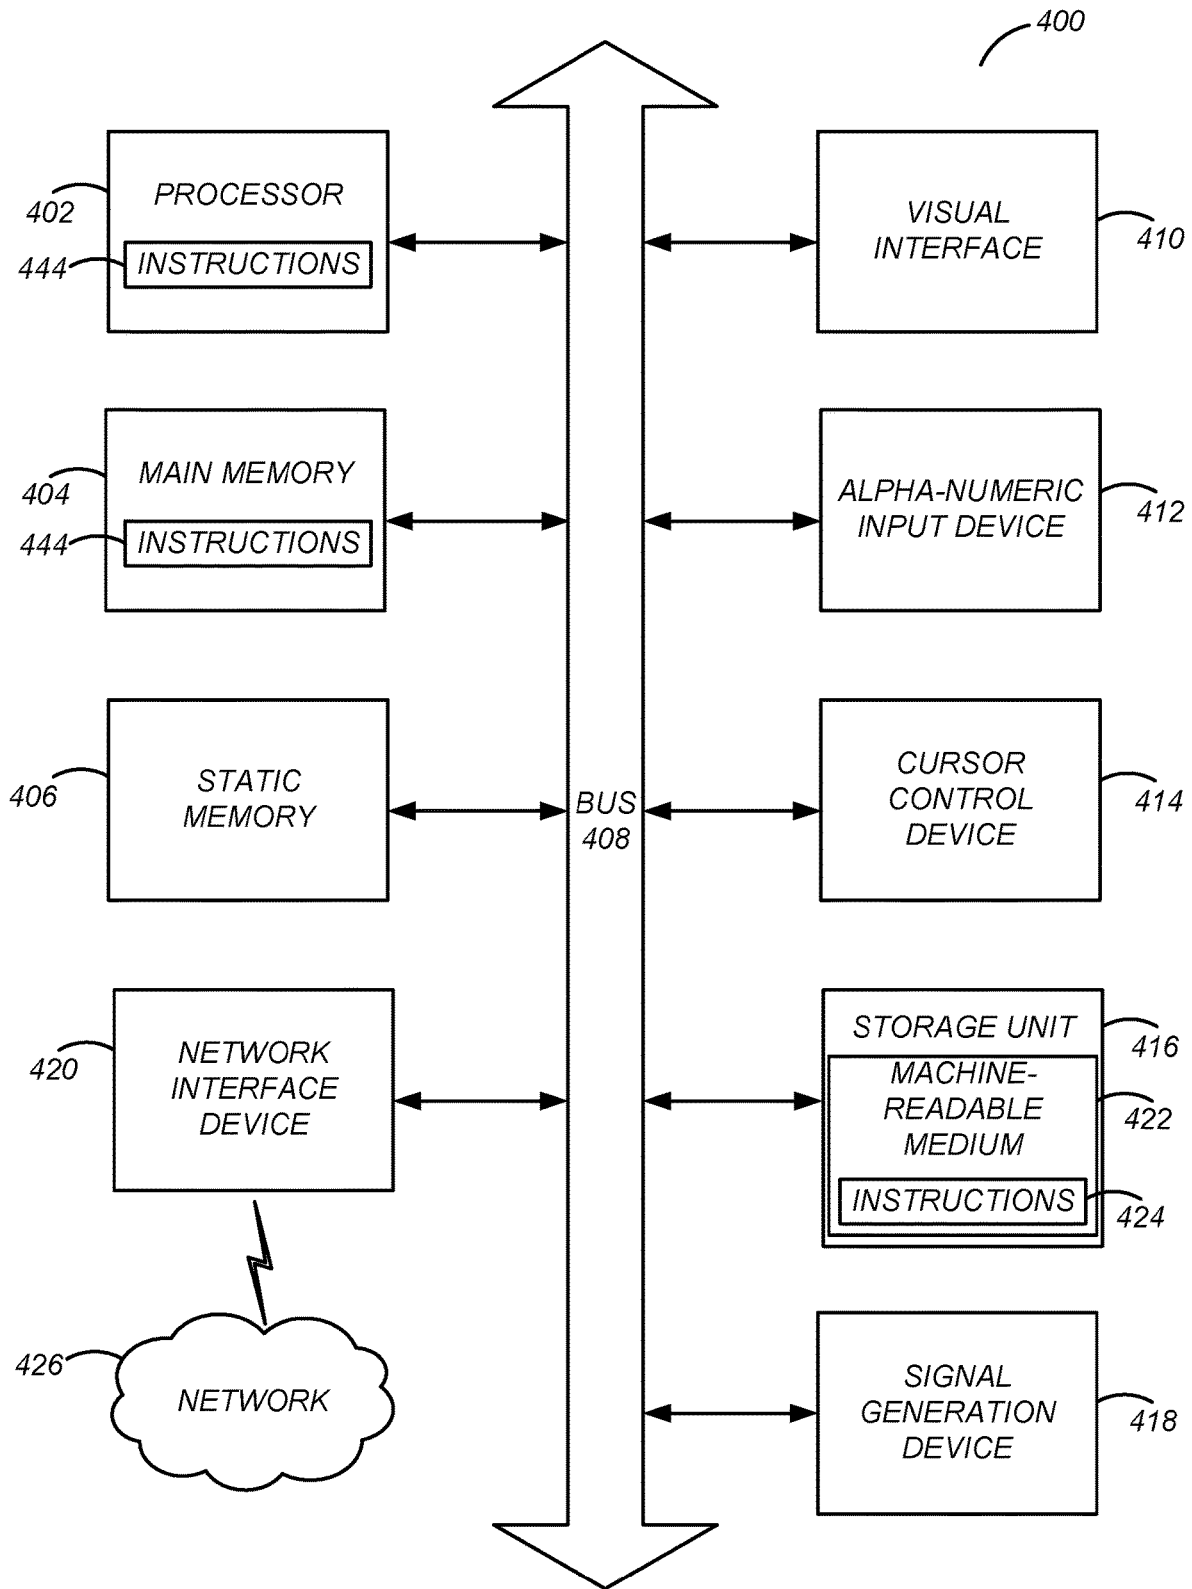 400
PROCESSOR
402
INSTRUCTIONS
444
VISUAL
INTERFACE
410
MAIN MEMORY
404
INSTRUCTIONS
444
ALPHA-NUMERIC
INPUT DEVICE
412
STATIC
MEMORY
406
BUS
408
CURSOR
CONTROL
DEVICE
414
NETWORK
INTERFACE
DEVICE
420
STORAGE UNIT
416
MACHINE-
READABLE
MEDIUM
422
INSTRUCTIONS
424
NETWORK
426
SIGNAL
GENERATION
DEVICE
418